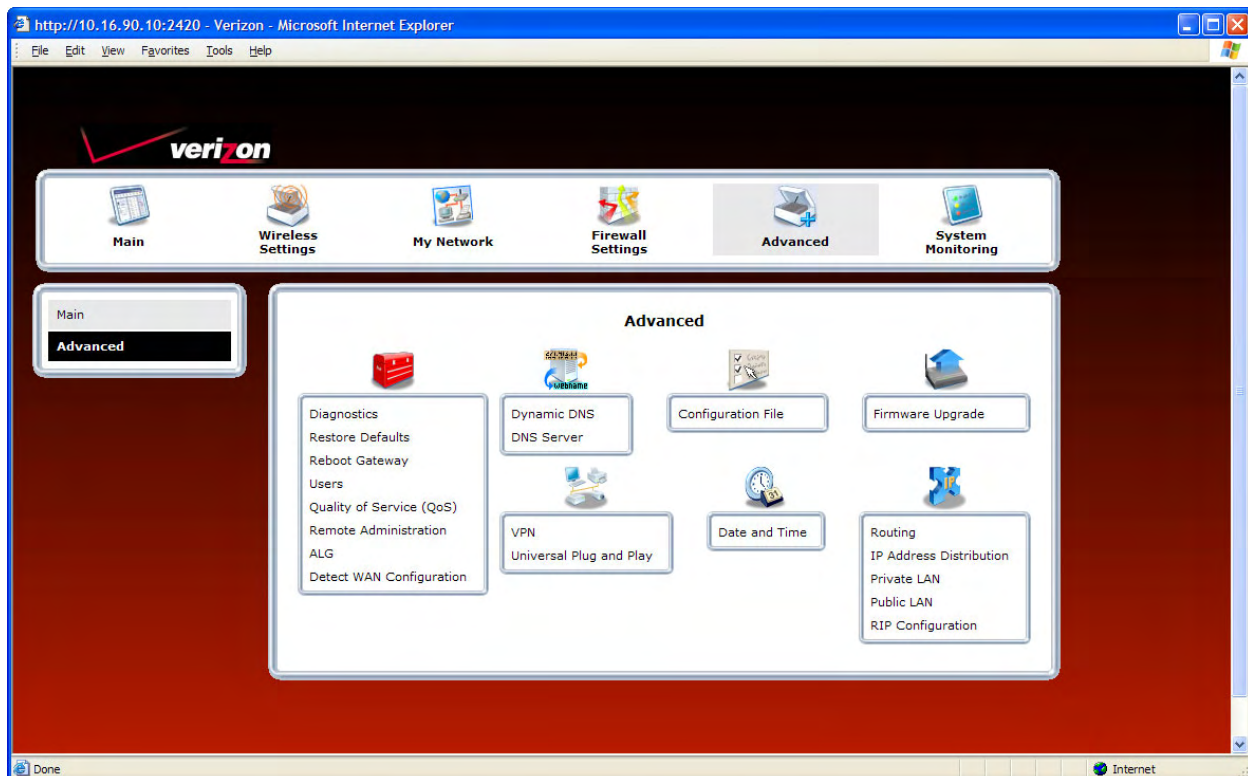 http://10.16.90.10:2420 - Verizon - Microsoft Internet Explorer
File Edit View Favorites Tools Help
verizon
Main
Wireless Settings
My Network
Firewall Settings
Advanced
System Monitoring
Main
Advanced
Advanced
Diagnostics
Restore Defaults
Reboot Gateway
Users
Quality of Service (QoS)
Remote Administration
ALG
Detect WAN Configuration
webname
Dynamic DNS
DNS Server
Configuration File
Firmware Upgrade
VPN
Universal Plug and Play
31
Date and Time
IP
Routing
IP Address Distribution
Private LAN
Public LAN
RIP Configuration
Done
Internet